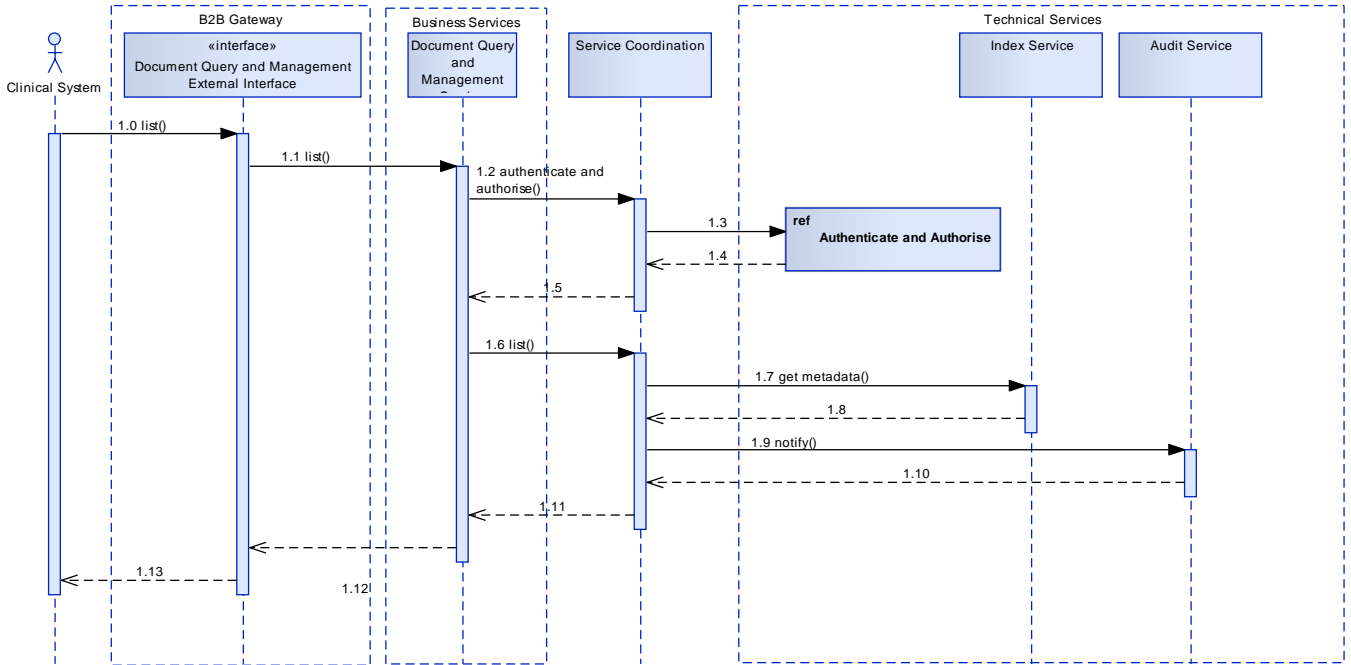 B2B Gateway
Business Services
Technical Services
Clinical System
«interface»
Document Query and Management
External Interface
Document Query
and
Management
Service Coordination
Index Service
Audit Service
1.0 list()
1.1 list()
1.2 authenticate and
authorise()
1.3
ref
Authenticate and Authorise
1.4
1.5
1.6 list()
1.7 get metadata()
1.8
1.9 notify()
1.10
1.11
1.13
1.12